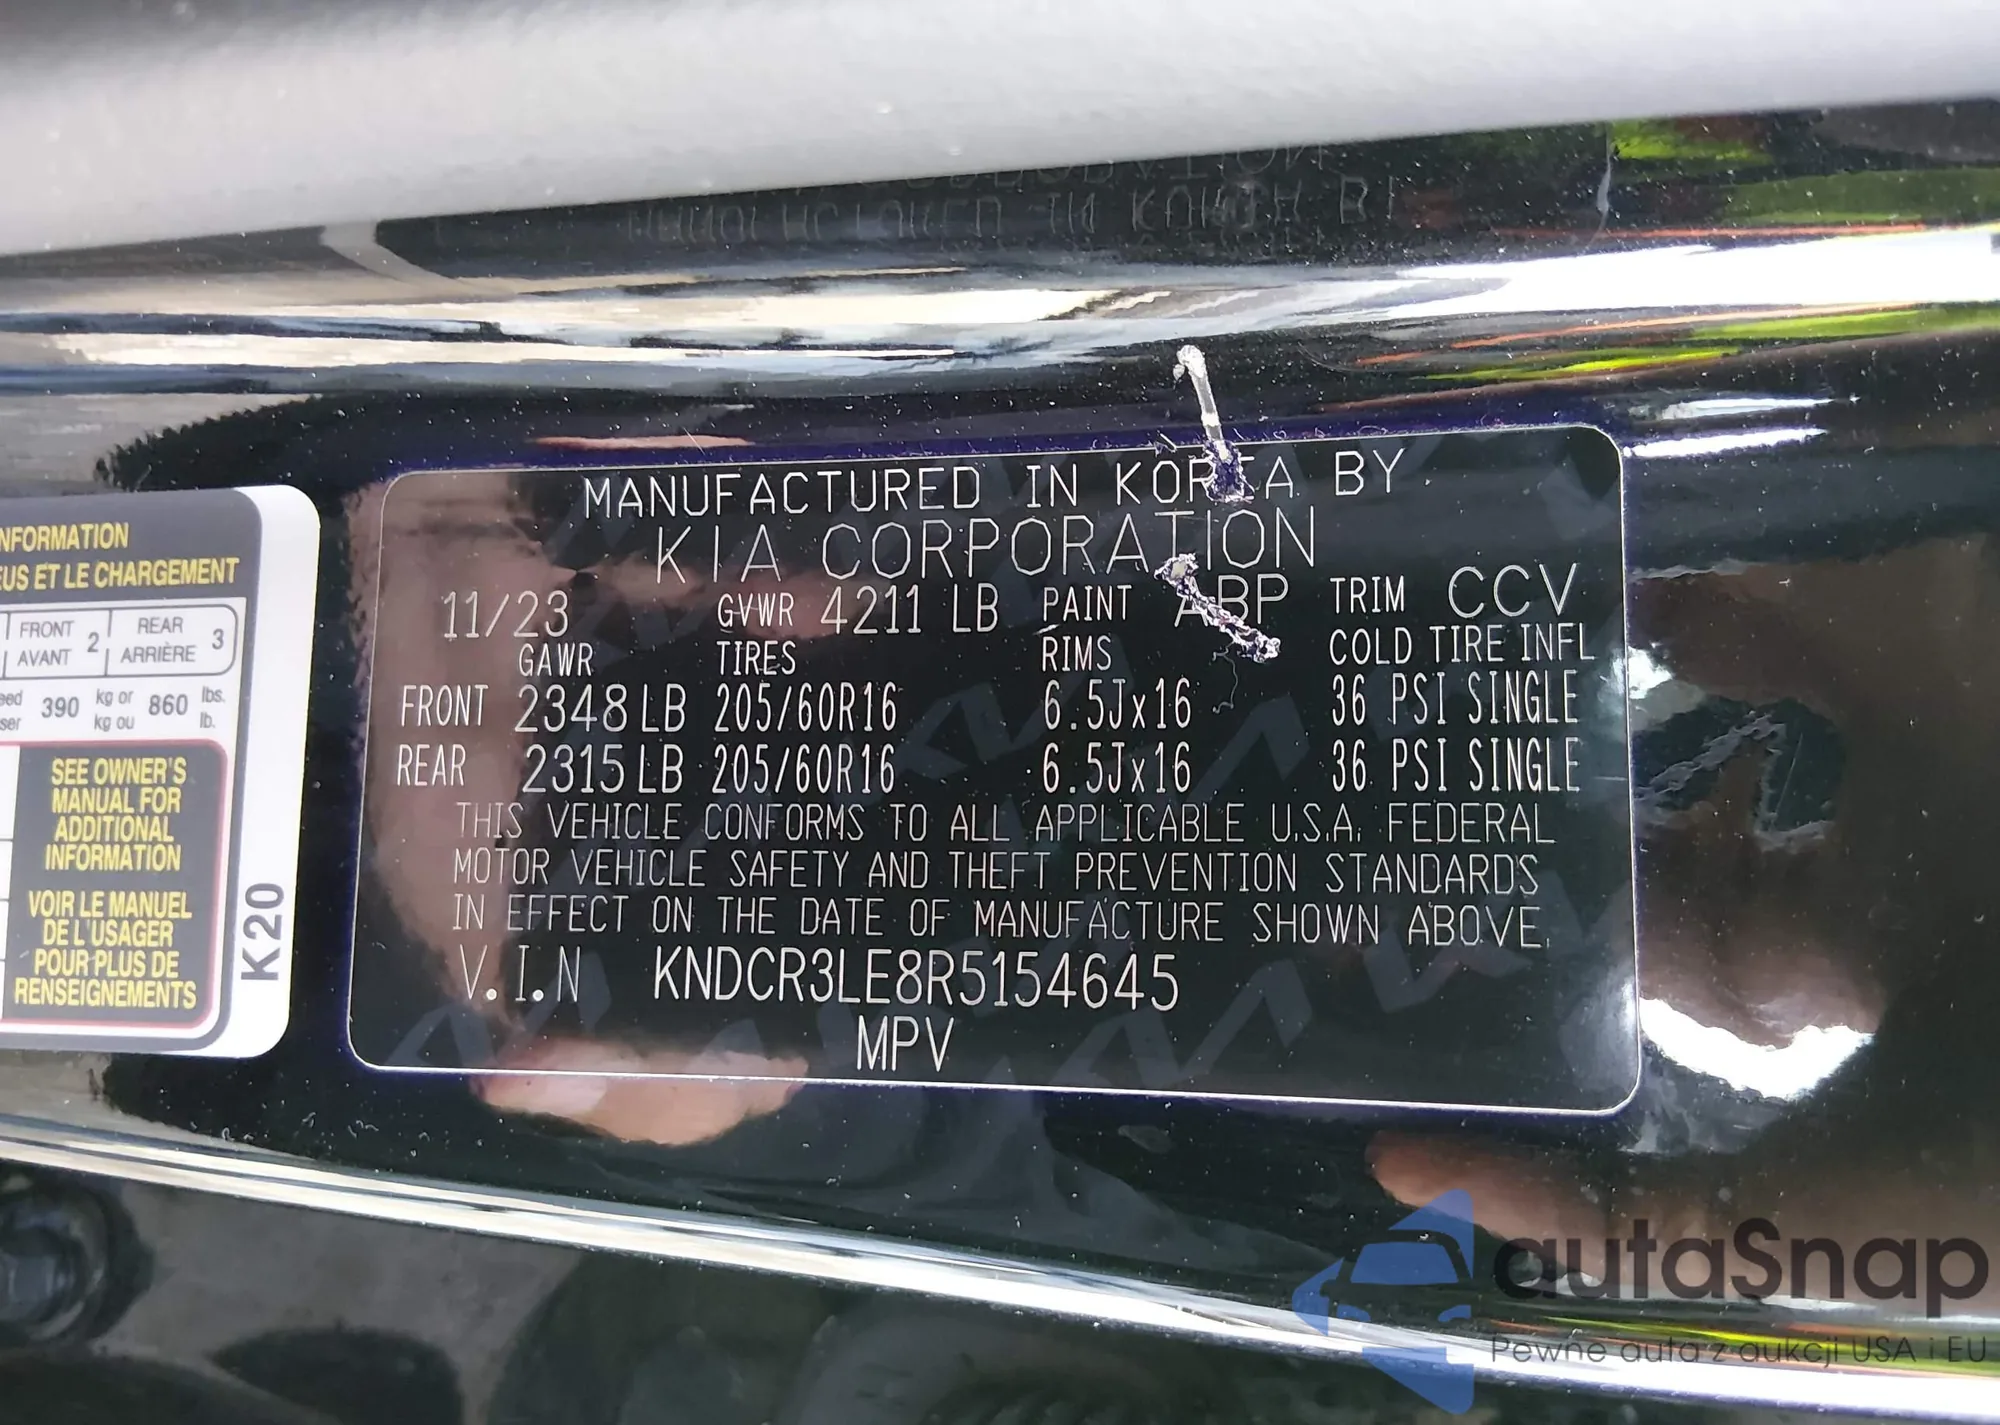 NFORMATION
EUS ET LE CHARGEMENT
FRONT 2 REAR 3
AVANT ARRIÈRE
390 kg or 860 lbs.
kg ou lb.
SEE OWNER'S
MANUAL FOR
ADDITIONAL
INFORMATION
VOIR LE MANUEL
DE L'USAGER
POUR PLUS DE
RENSEIGNEMENTS
K20
MANUFACTURED IN KOREA BY
KIA CORPORATION
11/23 GVWR 4211 LB PAINT ABP TRIM CCV
GAWR TIRES RIMS COLD TIRE INFL
FRONT 2348 LB 205/60R16 6.5Jx16 36 PSI SINGLE
REAR 2315 LB 205/60R16 6.5Jx16 36 PSI SINGLE
THIS VEHICLE CONFORMS TO ALL APPLICABLE U.S.A. FEDERAL
MOTOR VEHICLE SAFETY AND THEFT PREVENTION STANDARDS
IN EFFECT ON THE DATE OF MANUFACTURE SHOWN ABOVE.
V.I.N KNDCR3LE8R5154645
MPV
autaSnap
Pewne auta z aukcji USA i EU